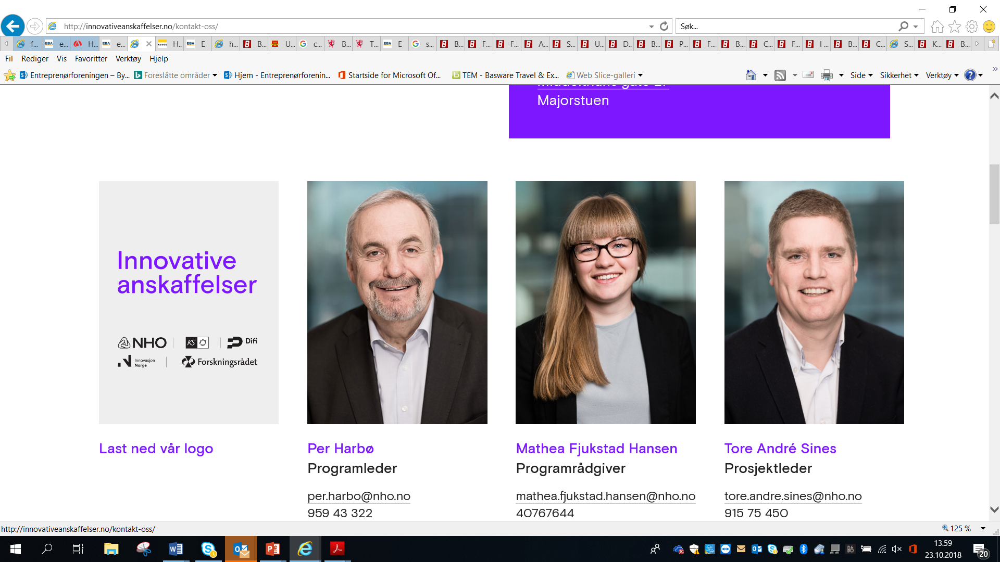 http://innovativeanskaffelser.no/kontakt-oss/
Søk...
f...
e...
H...
e...
H...
E
h...
B...
U...
c...
B...
T...
E
s...
B...
F...
F...
A...
S...
U...
D...
B...
P...
F...
B...
C...
F...
I ...
B...
C...
S...
K...
B...
Fil Rediger Vis Favoritter Verktøy Hjelp
Entreprenørforeningen – By... Foreslåtte områder Hjem - Entreprenørforenin... Startside for Microsoft Of... TEM - Basware Travel & Ex... Web Slice-galleri Side Sikkerhet Verktøy
Majorstuen
Innovative
anskaffelser
NHO KS Difi
Innovasjon
Norge
Forskningsrådet
Last ned vår logo
Per Harbø
Programleder
per.harbo@nho.no
959 43 322
Mathea Fjukstad Hansen
Programrådgiver
mathea.fjukstad.hansen@nho.no
40767644
Tore André Sines
Prosjektleder
tore.andre.sines@nho.no
915 75 450
http://innovativeanskaffelser.no/kontakt-oss/
125 %
13.59
23.10.2018
20